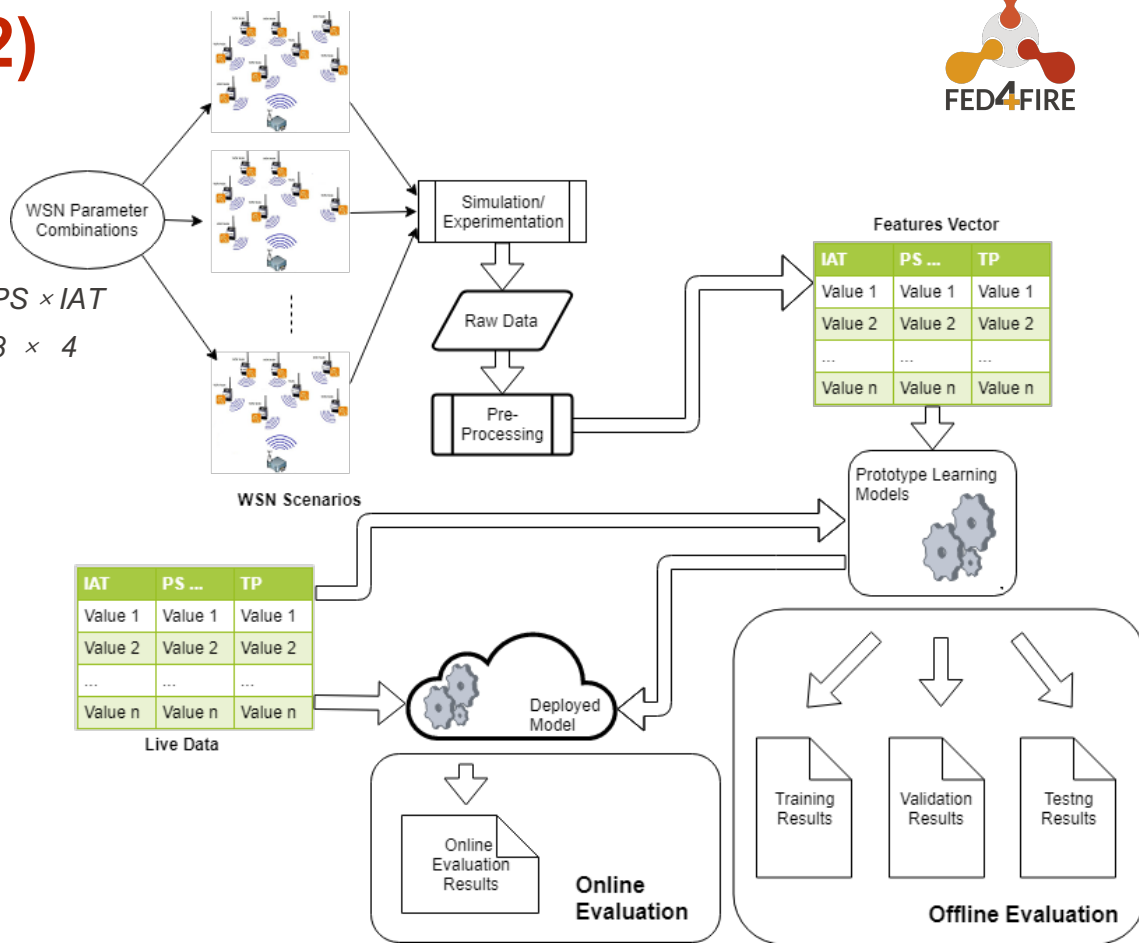 2)
FED4FIRE
WSN Parameter
Combinations
PS × IAT
3 × 4
WSN Scenarios
Simulation/
Experimentation
Raw Data
Pre-
Processing
Features Vector
IAT PS ... TP
Value 1 Value 1 Value 1
Value 2 Value 2 Value 2
... ... ...
Value n Value n Value n
Prototype Learning
Models
IAT PS ... TP
Value 1 Value 1 Value 1
Value 2 Value 2 Value 2
... ... ...
Value n Value n Value n
Live Data
Deployed
Model
Online
Evaluation
Results
Online
Evaluation
Training
Results
Validation
Results
Testng
Results
Offline Evaluation